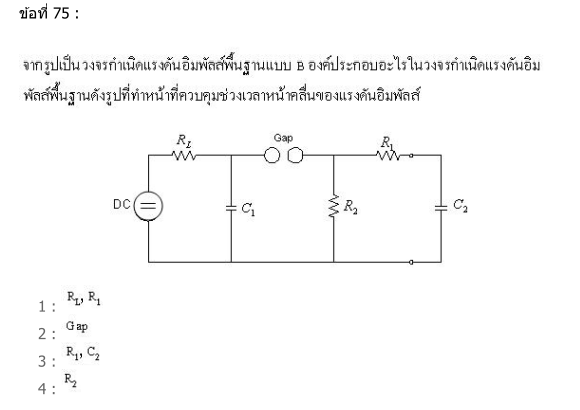 ข้อที่ 75 :
จากรูปเป็นวงจรกำเนิดแรงดันอิมพัลส์พื้นฐานแบบ B องค์ประกอบอะไรในวงจรกำเนิดแรงดันอิม
พัลส์พื้นฐานดังรูปที่ทำหน้าที่ควบคุมช่วงเวลาหน้าคลื่นของแรงดันอิมพัลส์
R_L Gap R_1
DC C_1 R_2 C_2
1 : R_L, R_1
2 : Gap
3 : R_1, C_2
4 : R_2